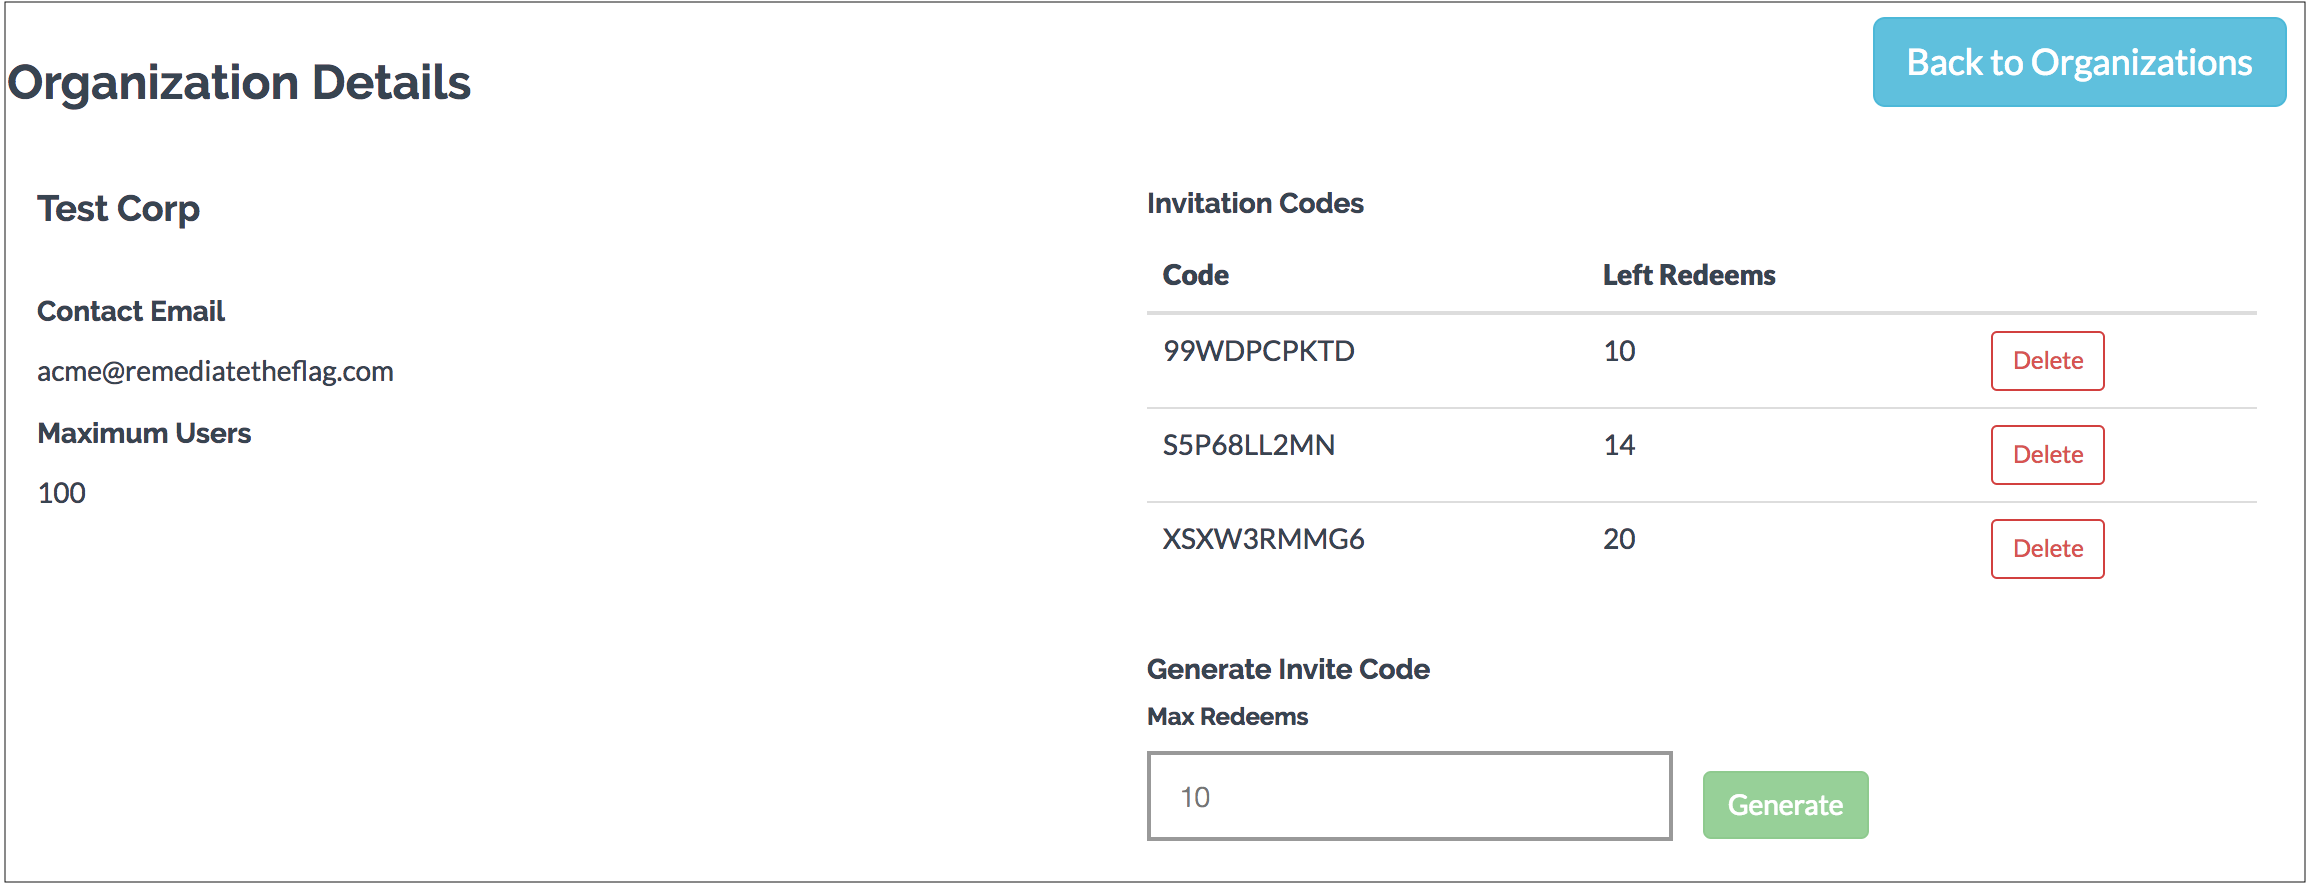 Back to Organizations
Organization Details
Test Corp
Contact Email
acme@remediatetheflag.com
Maximum Users
100
Invitation Codes
Code Left Redeems
99WDPCPKTD 10 Delete
S5P68LL2MN 14 Delete
XSXW3RMMG6 20 Delete
Generate Invite Code
Max Redeems
10 Generate